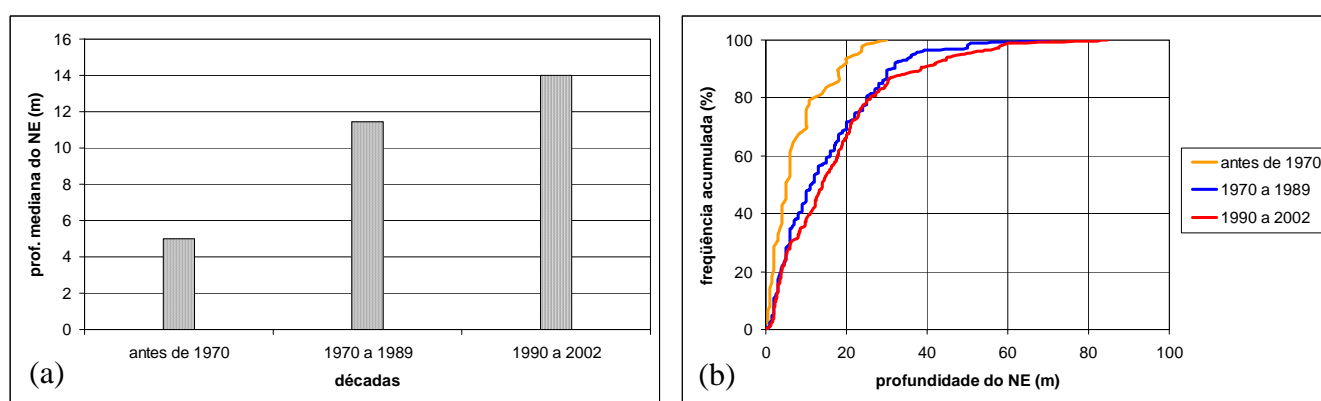 prof. mediana do NE (m)
16
14
12
10
8
6
4
2
0
antes de 1970
1970 a 1989
1990 a 2002
décadas
(a)
freqüência acumulada (%)
100
80
60
40
20
0
0
20
40
60
80
100
profundidade do NE (m)
(b)
antes de 1970
1970 a 1989
1990 a 2002